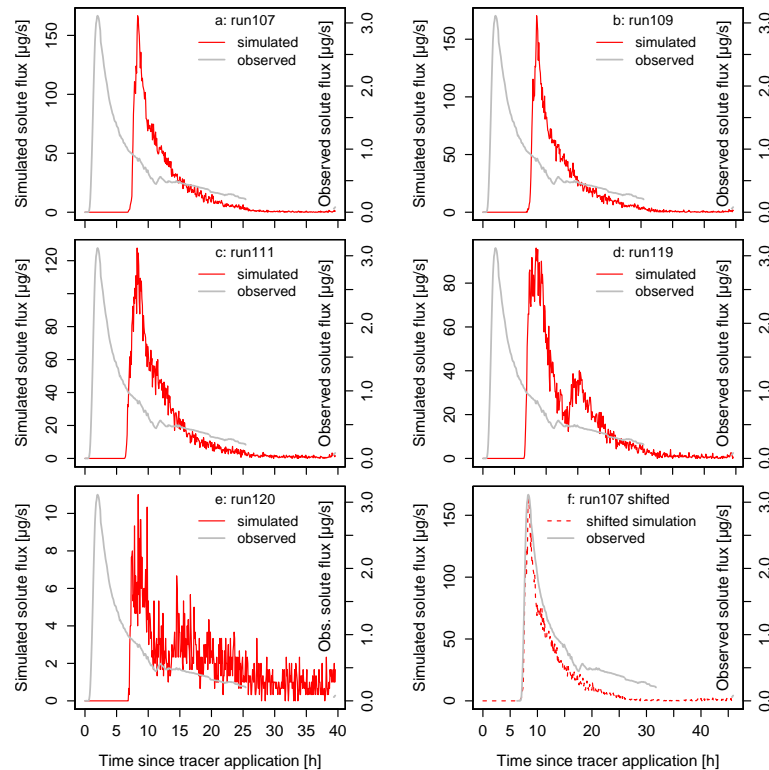 a: run107
simulated
observed
Simulated solute flux [µg/s]
0
50
100
150
Observed solute flux [µg/s]
0.0
1.0
2.0
3.0
b: run109
simulated
observed
Simulated solute flux [µg/s]
0
50
100
150
Observed solute flux [µg/s]
0.0
1.0
2.0
3.0
c: run111
simulated
observed
Simulated solute flux [µg/s]
0
20
40
60
80
100
120
Observed solute flux [µg/s]
0.0
1.0
2.0
3.0
d: run119
simulated
observed
Simulated solute flux [µg/s]
0
20
40
60
80
Observed solute flux [µg/s]
0.0
1.0
2.0
3.0
e: run120
simulated
observed
Simulated solute flux [µg/s]
0
2
4
6
8
10
Obs. solute flux [µg/s]
0.0
1.0
2.0
3.0
0 5 10 15 20 25 30 35 40
Time since tracer application [h]
f: run107 shifted
shifted simulation
observed
Simulated solute flux [µg/s]
0
50
100
150
Observed solute flux [µg/s]
0.0
1.0
2.0
3.0
0 10 20 30 40
Time since tracer application [h]